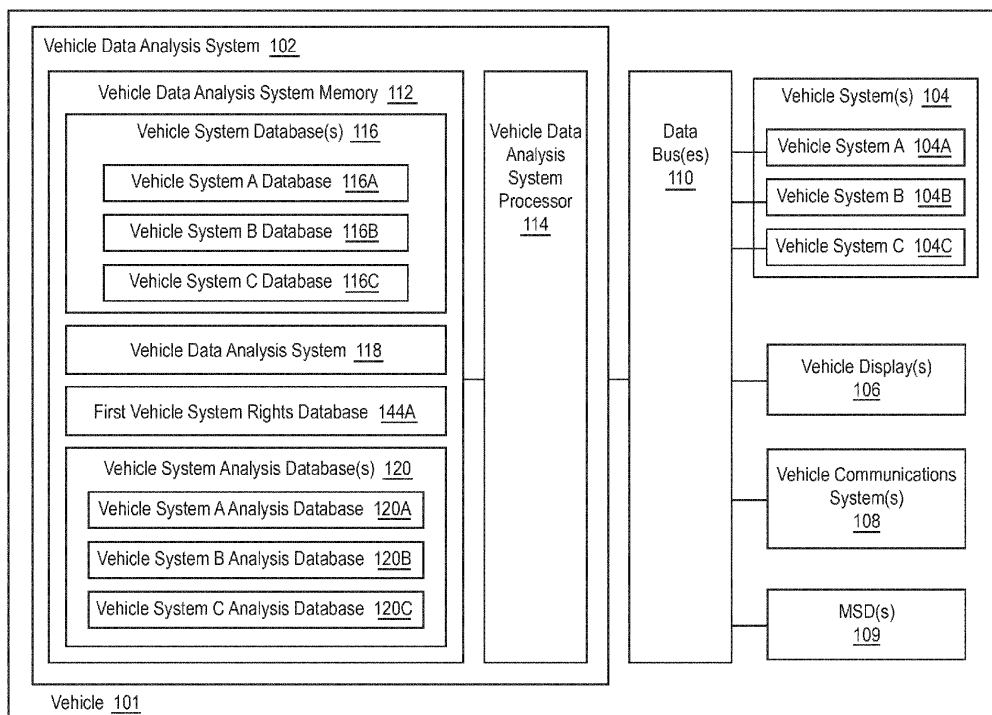 Vehicle Data Analysis System 102
Vehicle Data Analysis System Memory 112
Vehicle System Database(s) 116
Vehicle System A Database 116A
Vehicle System B Database 116B
Vehicle System C Database 116C
Vehicle Data Analysis System 118
First Vehicle System Rights Database 144A
Vehicle System Analysis Database(s) 120
Vehicle System A Analysis Database 120A
Vehicle System B Analysis Database 120B
Vehicle System C Analysis Database 120C
Vehicle Data
Analysis
System
Processor
114
Data
Bus(es)
110
Vehicle System(s) 104
Vehicle System A 104A
Vehicle System B 104B
Vehicle System C 104C
Vehicle Display(s)
106
Vehicle Communications
System(s)
108
MSD(s)
109
Vehicle 101